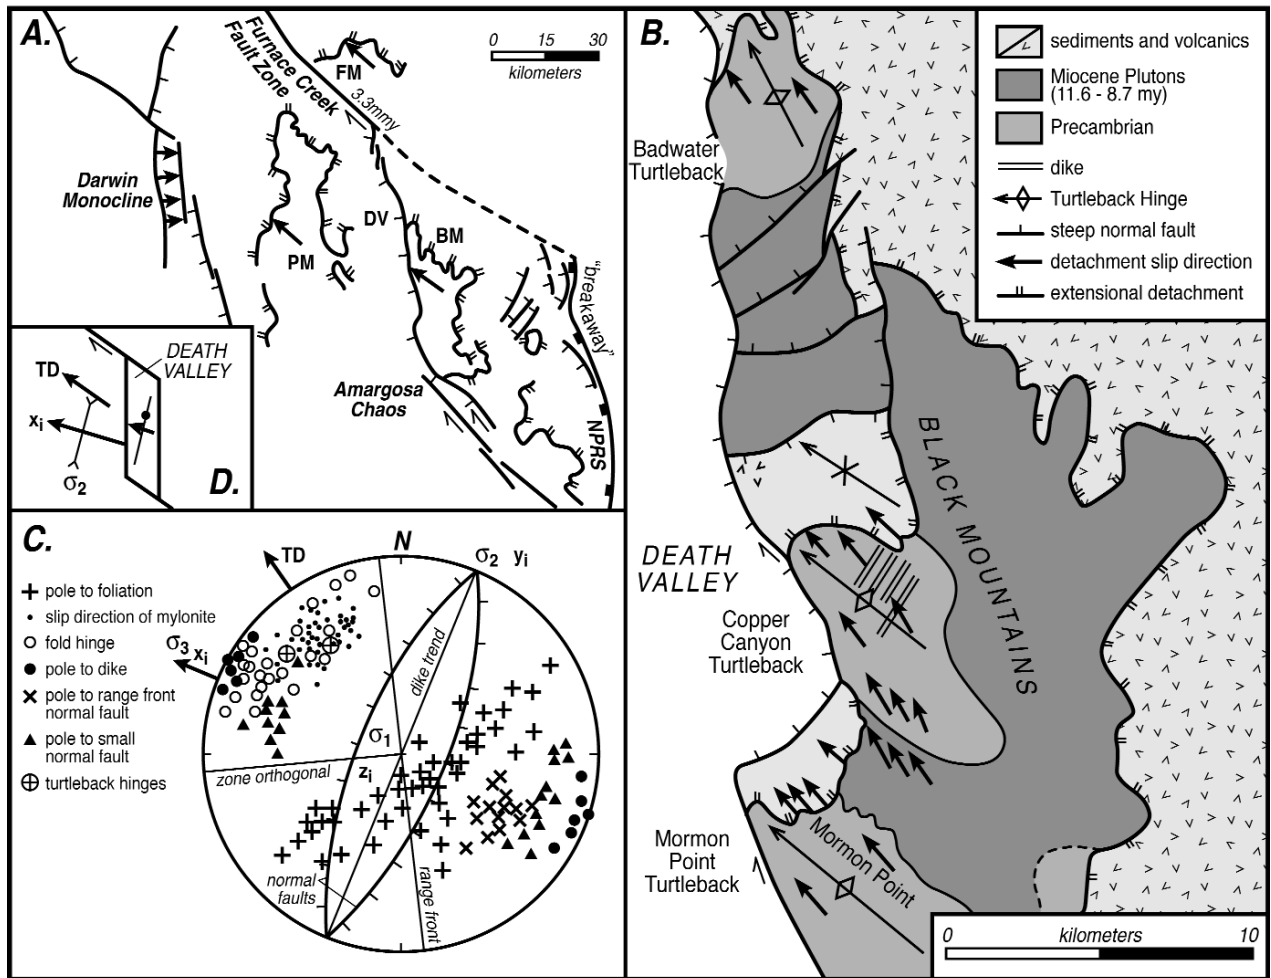 A.
Furnace Creek
Fault Zone
FM
3.3mmy
0 15 30
kilometers
Darwin
Monocline
DV
BM
PM
"breakaway"
Amargosa
Chaos
NPRS
DEATH
VALLEY
TD
xi
σ2
D.
C.
N
TD
σ2 yi
pole to foliation
slip direction of mylonite
fold hinge
pole to dike
pole to range front
normal fault
pole to small
normal fault
turtleback hinges
σ3 xi
dike trend
σ1
zone orthogonal
zi
normal
faults
range front
B.
sediments and volcanics
Miocene Plutons
(11.6 - 8.7 my)
Precambrian
dike
Turtleback Hinge
steep normal fault
detachment slip direction
extensional detachment
Badwater
Turtleback
BLACK MOUNTAINS
DEATH
VALLEY
Copper
Canyon
Turtleback
Mormon
Point
Turtleback
Mormon Point
0 kilometers 10